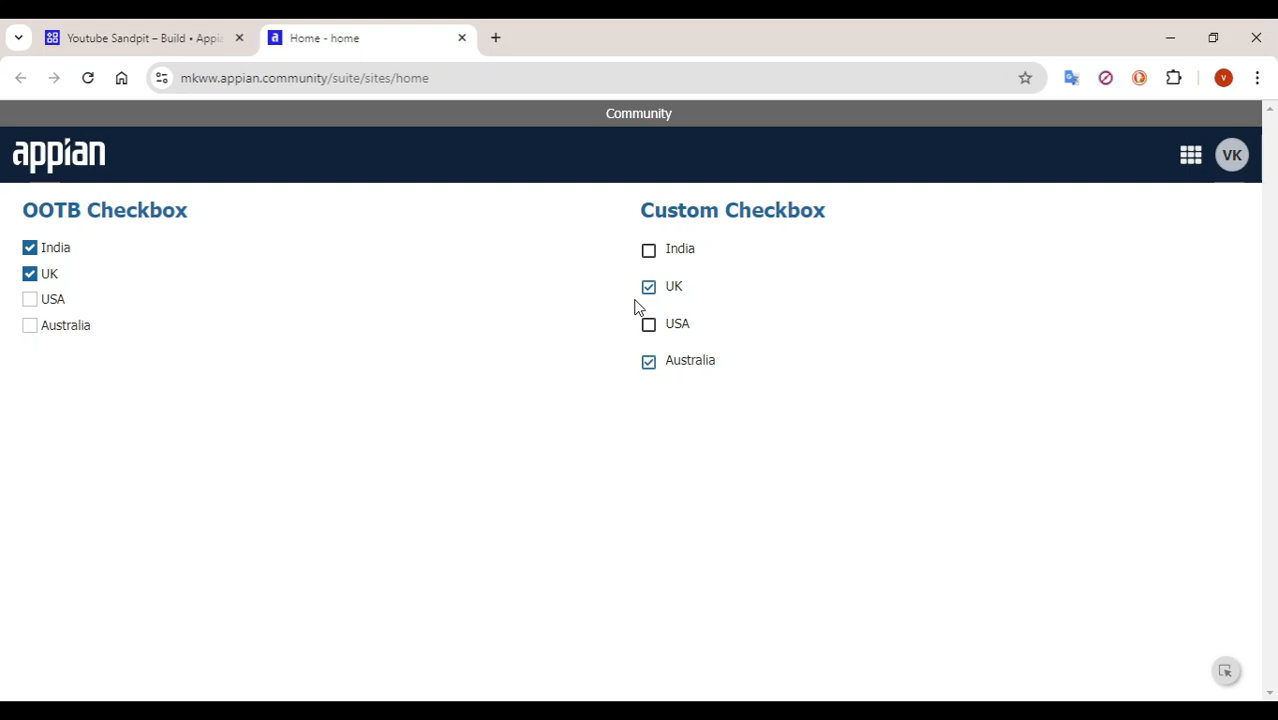 Youtube Sandpit – Build • Appi
Home - home
mkww.appian.community/suite/sites/home
V
Community
appian
VK
OOTB Checkbox
India
UK
USA
Australia
Custom Checkbox
India
UK
USA
Australia